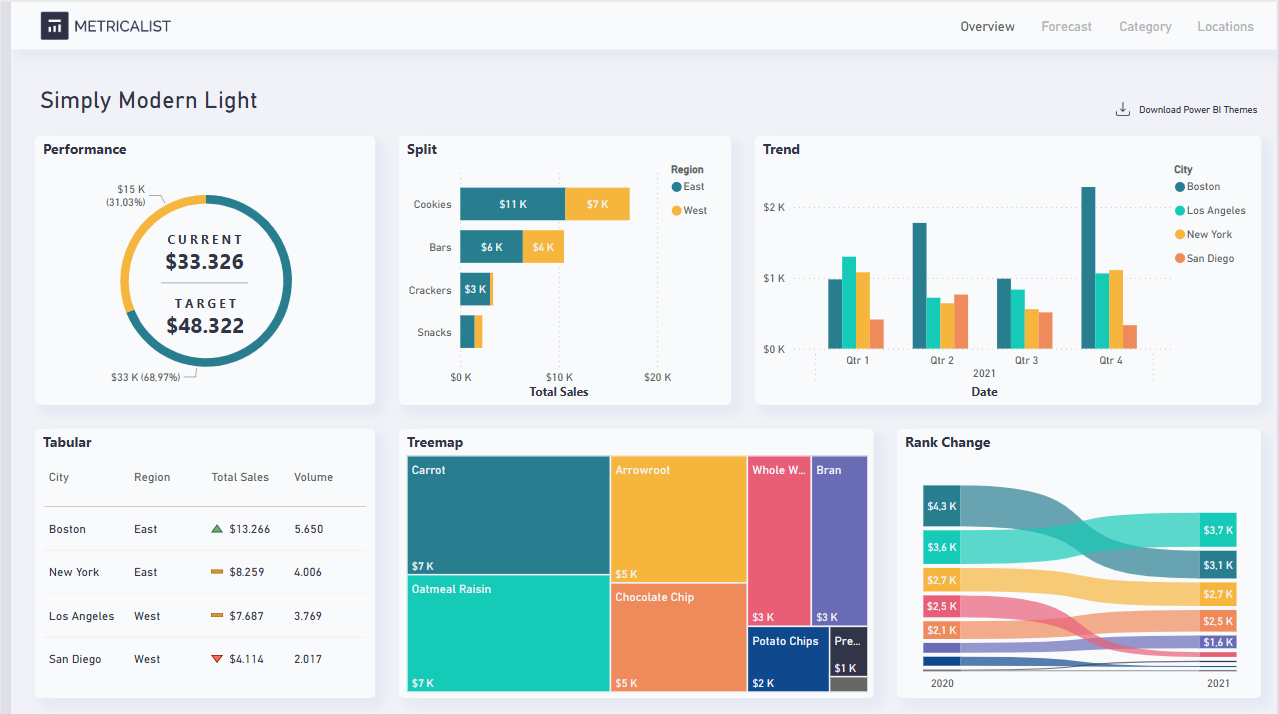 METRICALIST
Overview
Forecast
Category
Locations
Simply Modern Light
Download Power BI Themes
Performance
$15 K
(31,03%)
CURRENT
$33.326
TARGET
$48.322
$33 K (68,97%)
Split
Region
East
West
Cookies
$11 K
$7 K
Bars
$6 K
$4 K
Crackers
$3 K
Snacks
$0 K
$10 K
$20 K
Total Sales
Trend
City
Boston
Los Angeles
New York
San Diego
$2 K
$1 K
$0 K
Qtr 1
Qtr 2
Qtr 3
Qtr 4
2021
Date
Tabular
City Region Total Sales Volume
Boston East $13.266 5.650
New York East $8.259 4.006
Los Angeles West $7.687 3.769
San Diego West $4.114 2.017
Treemap
Carrot
$7 K
Oatmeal Raisin
$7 K
Arrowroot
$5 K
Chocolate Chip
$5 K
Whole W...
$3 K
Bran
$3 K
Potato Chips
$2 K
Pre...
$1 K
Rank Change
$4,3 K
$3,6 K
$2,7 K
$2,5 K
$2,1 K
$3,7 K
$3,1 K
$2,7 K
$2,5 K
$1,6 K
2020
2021